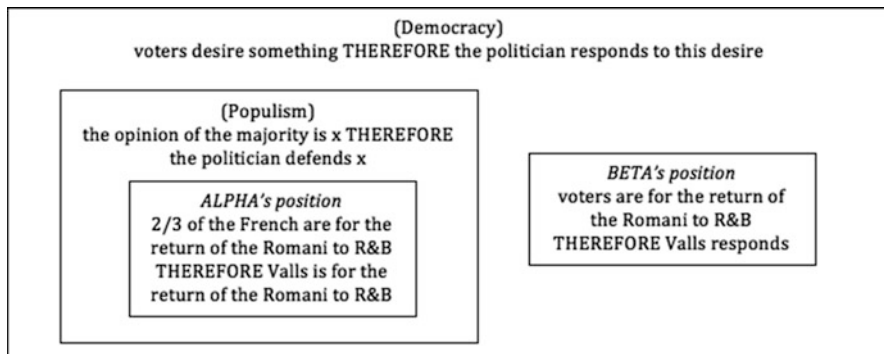 (Democracy)
voters desire something THEREFORE the politician responds to this desire
(Populism)
the opinion of the majority is x THEREFORE
the politician defends x
ALPHA's position
2/3 of the French are for the
return of the Romani to R&B
THEREFORE Valls is for the
return of the Romani to R&B
BETA's position
voters are for the return of
the Romani to R&B
THEREFORE Valls responds